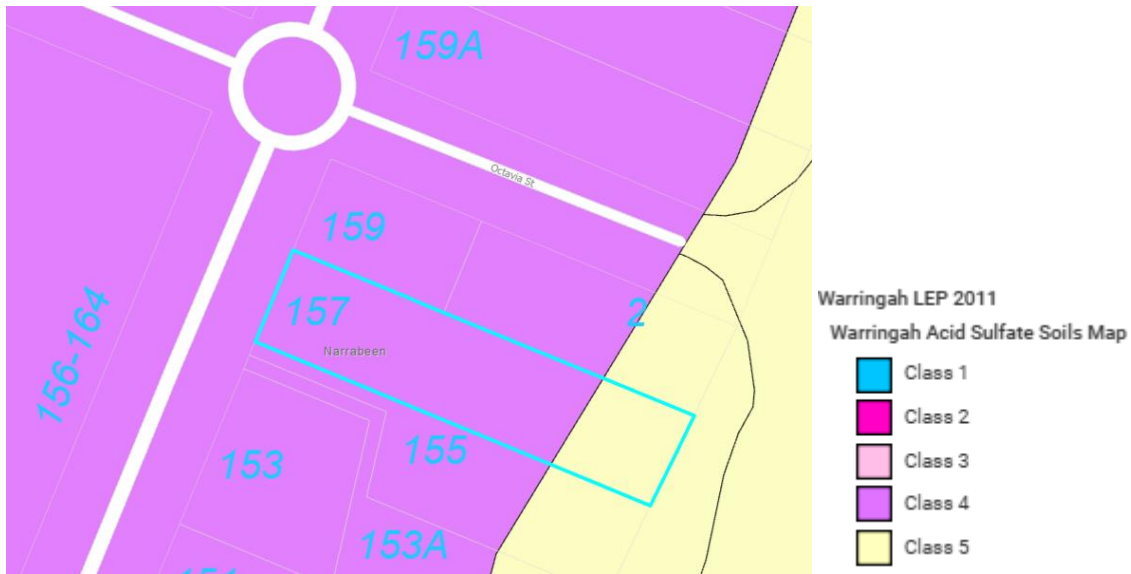 159A
Octavia St
159
157
2
Narrabeen
156-164
155
153
153A
Warringah LEP 2011
Warringah Acid Sulfate Soils Map
Class 1
Class 2
Class 3
Class 4
Class 5